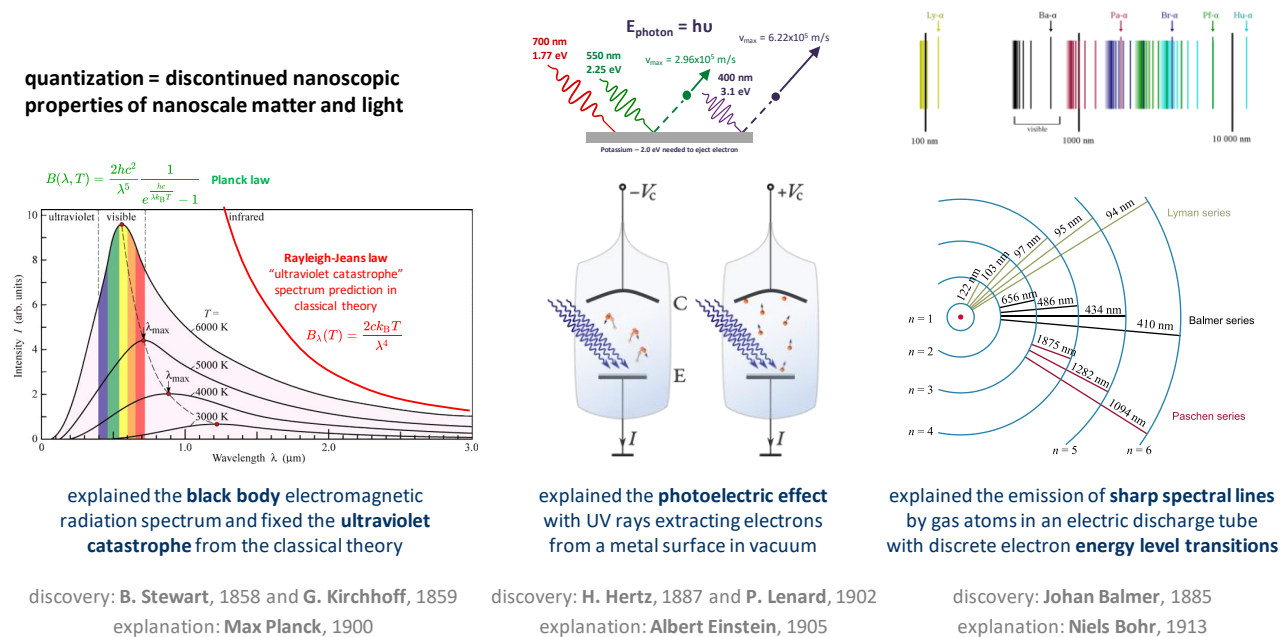 quantization = discontinued nanoscopic
properties of nanoscale matter and light
B(λ,T) = 2hc² / λ⁵ 1 / e^(hc / λk_BT) − 1
Planck law
ultraviolet visible infrared
10
8
6
4
2
0
Intensity I (arb. units)
T =
6000 K
5000 K
4000 K
3000 K
λmax
λmax
Rayleigh-Jeans law
“ultraviolet catastrophe”
spectrum prediction in
classical theory
B_λ(T) = 2ck_BT / λ⁴
0 1.0 2.0 3.0
Wavelength λ (μm)
explained the black body electromagnetic
radiation spectrum and fixed the ultraviolet
catastrophe from the classical theory
discovery: B. Stewart, 1858 and G. Kirchhoff, 1859
explanation: Max Planck, 1900
E_photon = hυ
700 nm
1.77 eV
550 nm
2.25 eV
v_max = 2.96x10⁵ m/s
400 nm
3.1 eV
v_max = 6.22x10⁵ m/s
Potassium – 2.0 eV needed to eject electron
−V_C
+V_C
C
E
I
I
explained the photoelectric effect
with UV rays extracting electrons
from a metal surface in vacuum
discovery: H. Hertz, 1887 and P. Lenard, 1902
explanation: Albert Einstein, 1905
Ly-α Ba-α Pa-α Br-α Pf-α Hu-α
visible
100 nm 1000 nm 10 000 nm
122 nm
103 nm
97 nm
95 nm
94 nm
Lyman series
656 nm
486 nm
434 nm
410 nm
Balmer series
1875 nm
1282 nm
1094 nm
Paschen series
n = 1
n = 2
n = 3
n = 4
n = 5
n = 6
explained the emission of sharp spectral lines
by gas atoms in an electric discharge tube
with discrete electron energy level transitions
discovery: Johan Balmer, 1885
explanation: Niels Bohr, 1913